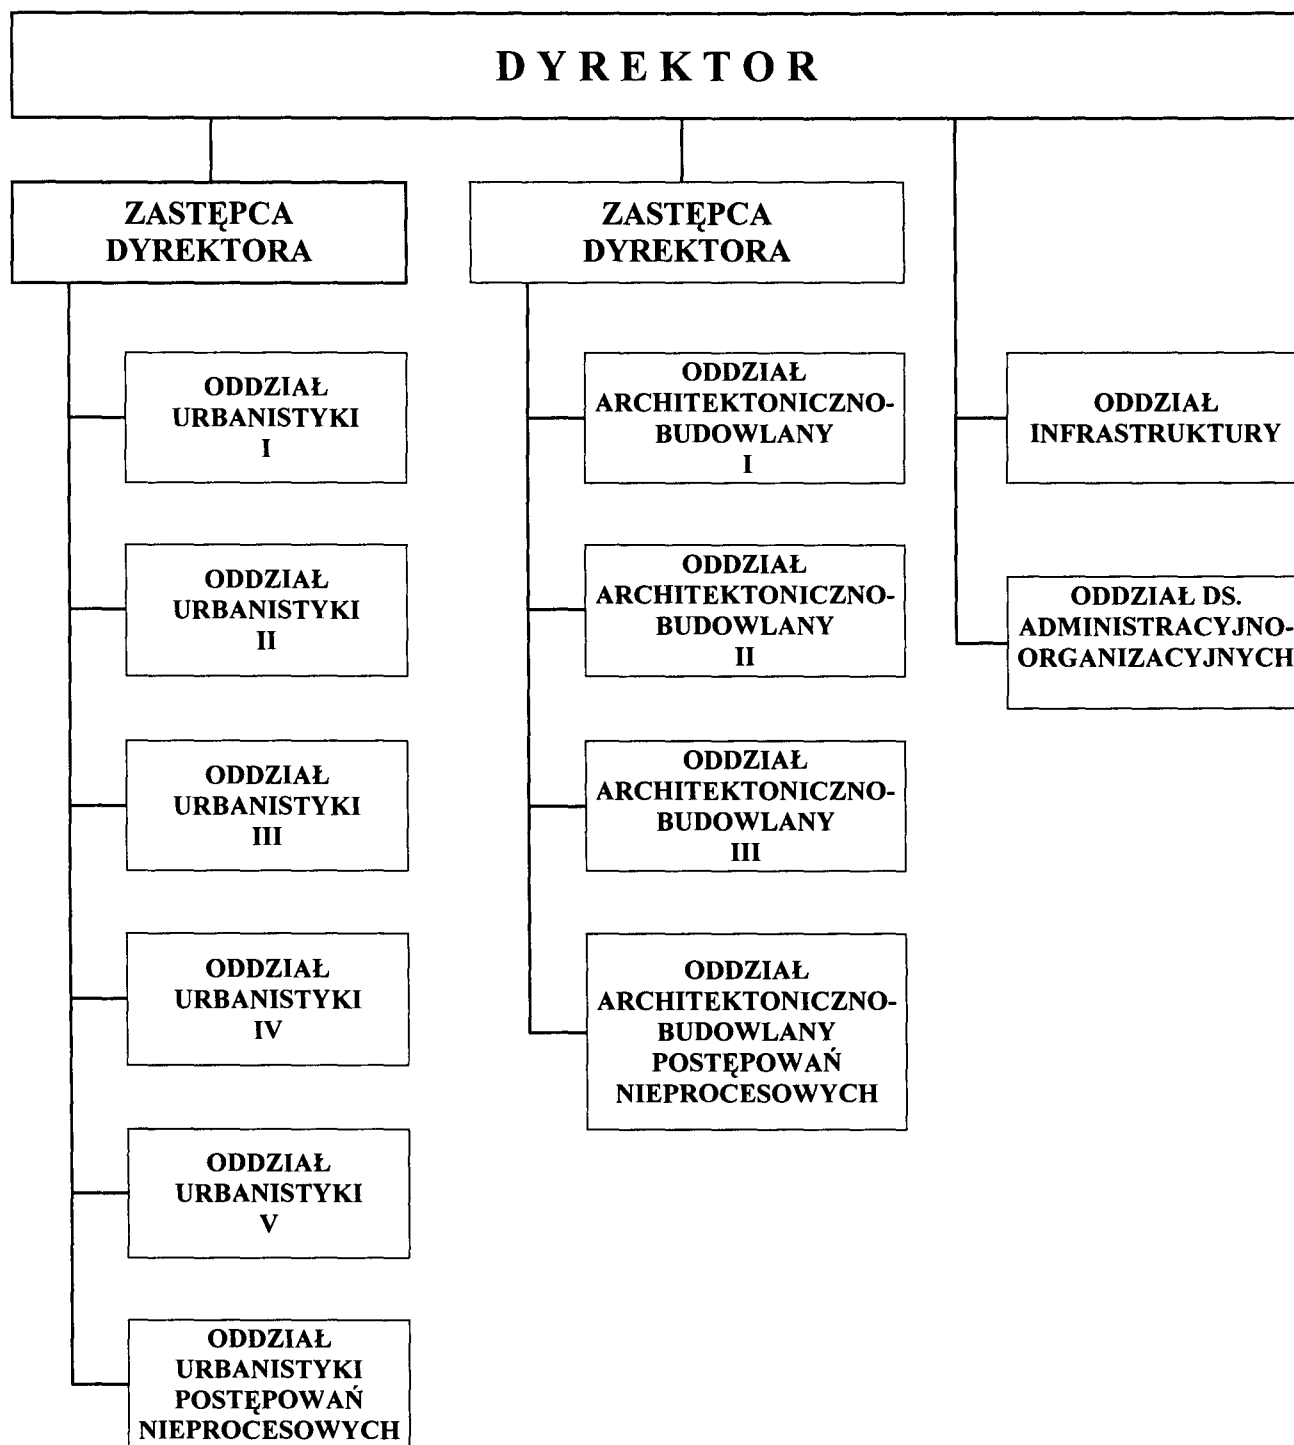 DYREKTOR
ZASTĘPCA
DYREKTORA
ODDZIAŁ
URBANISTYKI
I
ODDZIAŁ
URBANISTYKI
II
ODDZIAŁ
URBANISTYKI
III
ODDZIAŁ
URBANISTYKI
IV
ODDZIAŁ
URBANISTYKI
V
ODDZIAŁ
URBANISTYKI
POSTĘPOWAŃ
NIEPROCESOWYCH
ZASTĘPCA
DYREKTORA
ODDZIAŁ
ARCHITEKTONICZNO-
BUDOWLANY
I
ODDZIAŁ
ARCHITEKTONICZNO-
BUDOWLANY
II
ODDZIAŁ
ARCHITEKTONICZNO-
BUDOWLANY
III
ODDZIAŁ
ARCHITEKTONICZNO-
BUDOWLANY
POSTĘPOWAŃ
NIEPROCESOWYCH
ODDZIAŁ
INFRASTRUKTURY
ODDZIAŁ DS.
ADMINISTRACYJNO-
ORGANIZACYJNYCH